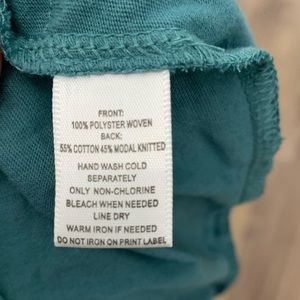 FRONT:
100% POLYSTER WOVEN
BACK:
55% COTTON 45% MODAL KNITTED
HAND WASH COLD
SEPARATELY
ONLY NON-CHLORINE
BLEACH WHEN NEEDED
LINE DRY
WARM IRON IF NEEDED
DO NOT IRON ON PRINT LABEL